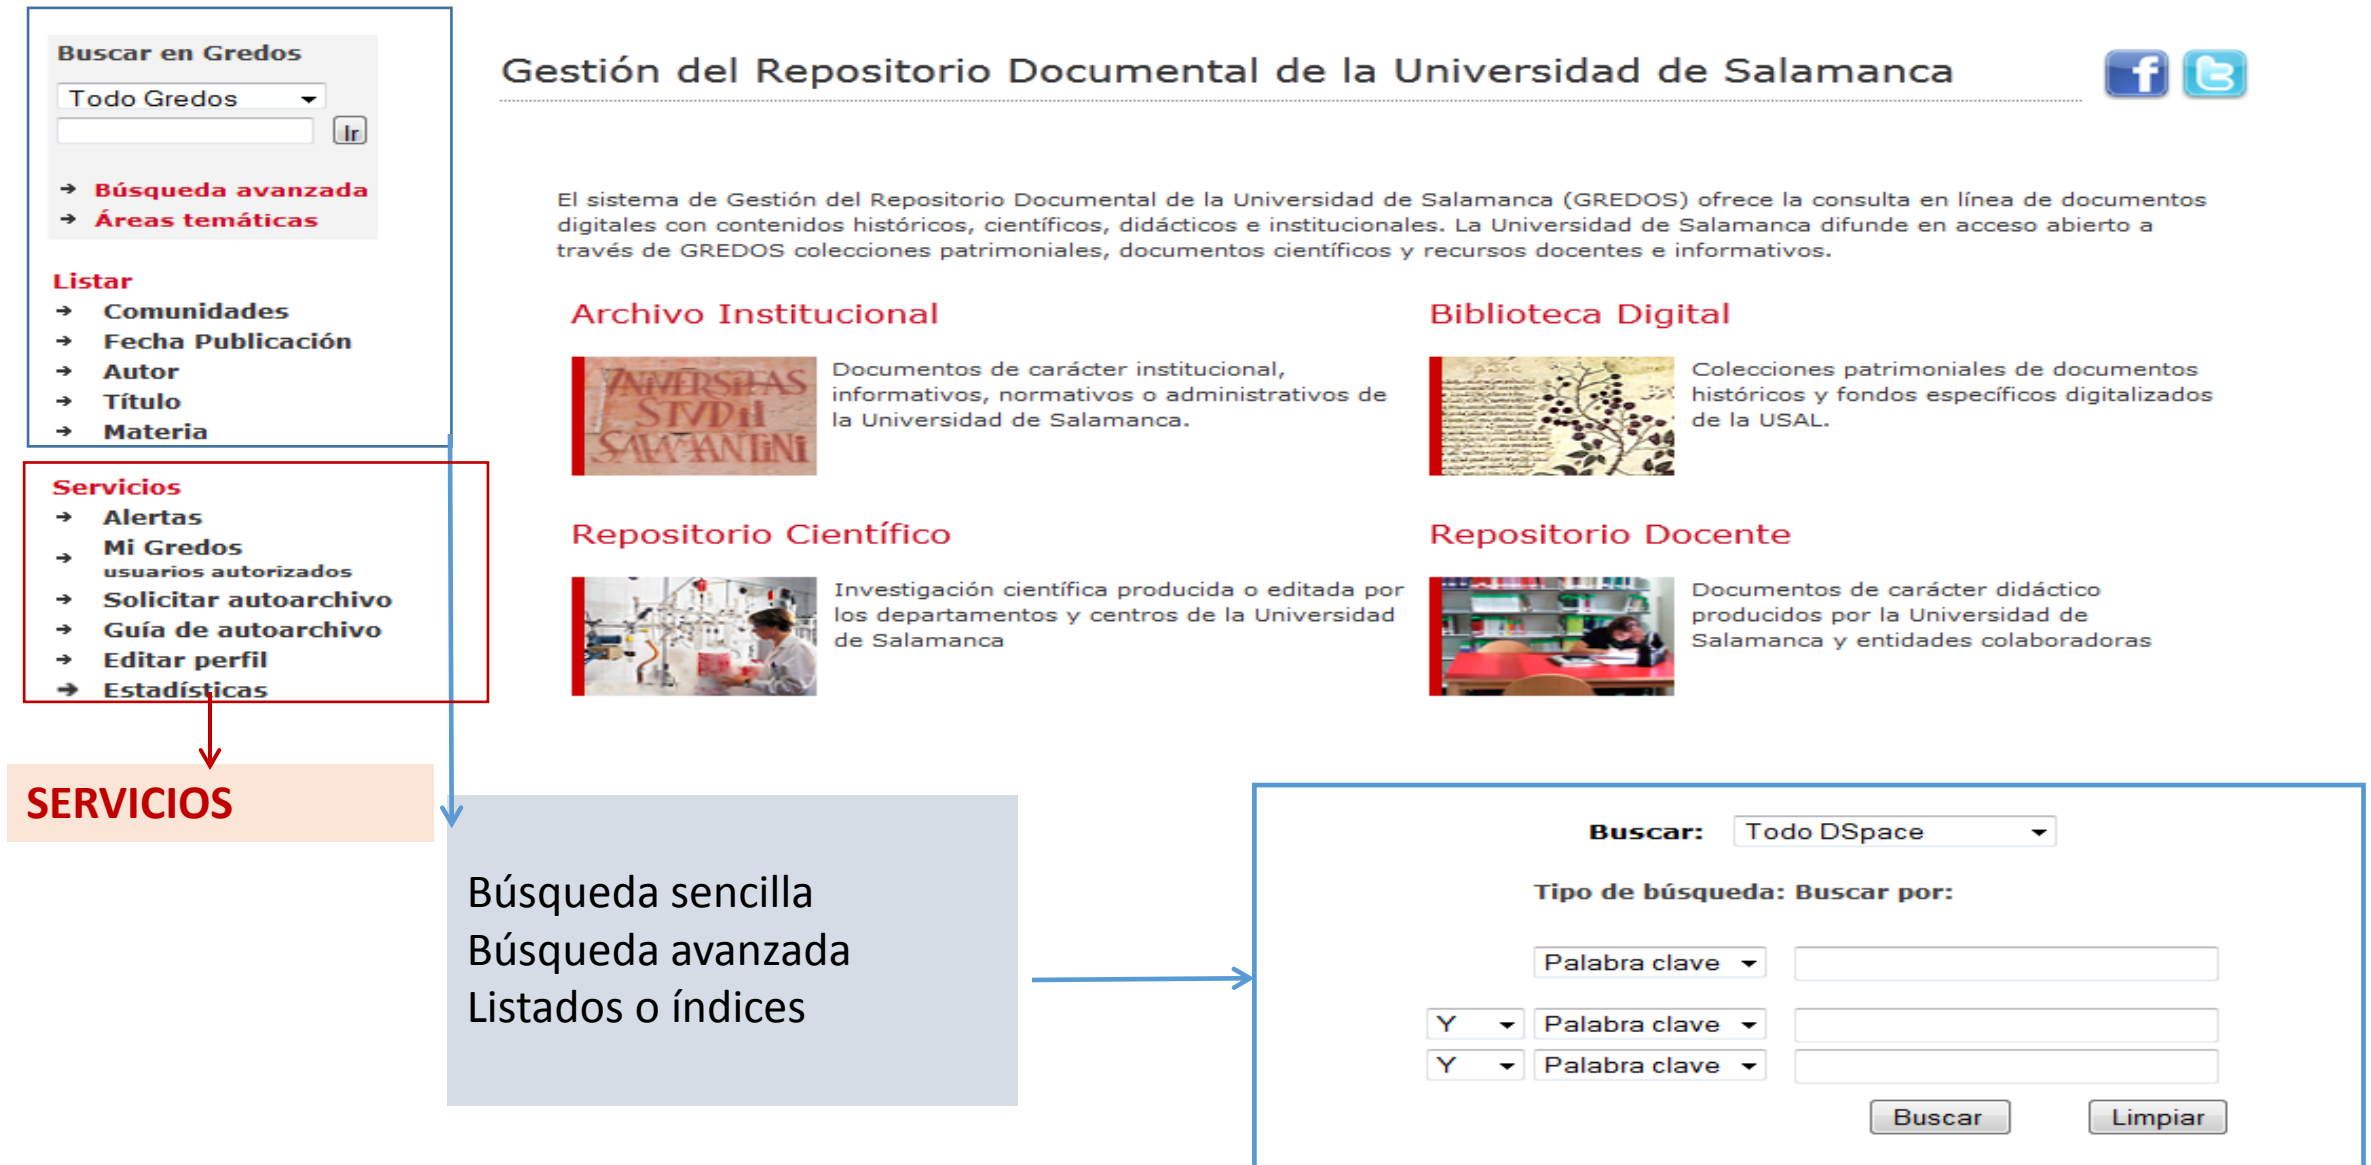 Buscar en Gredos
Todo Gredos
Ir
Búsqueda avanzada
Áreas temáticas
Listar
Comunidades
Fecha Publicación
Autor
Título
Materia
Servicios
Alertas
Mi Gredos
usuarios autorizados
Solicitar autoarchivo
Guía de autoarchivo
Editar perfil
Estadísticas
SERVICIOS
Gestión del Repositorio Documental de la Universidad de Salamanca
El sistema de Gestión del Repositorio Documental de la Universidad de Salamanca (GREDOS) ofrece la consulta en línea de documentos
digitales con contenidos históricos, científicos, didácticos e institucionales. La Universidad de Salamanca difunde en acceso abierto a
través de GREDOS colecciones patrimoniales, documentos científicos y recursos docentes e informativos.
Archivo Institucional
VNIVERSITAS
STVDII
SALMANTINI
Documentos de carácter institucional,
informativos, normativos o administrativos de
la Universidad de Salamanca.
Biblioteca Digital
Colecciones patrimoniales de documentos
históricos y fondos específicos digitalizados
de la USAL.
Repositorio Científico
Investigación científica producida o editada por
los departamentos y centros de la Universidad
de Salamanca
Repositorio Docente
Documentos de carácter didáctico
producidos por la Universidad de
Salamanca y entidades colaboradoras
Búsqueda sencilla
Búsqueda avanzada
Listados o índices
Buscar: Todo DSpace
Tipo de búsqueda: Buscar por:
Palabra clave
Y Palabra clave
Y Palabra clave
Buscar Limpiar